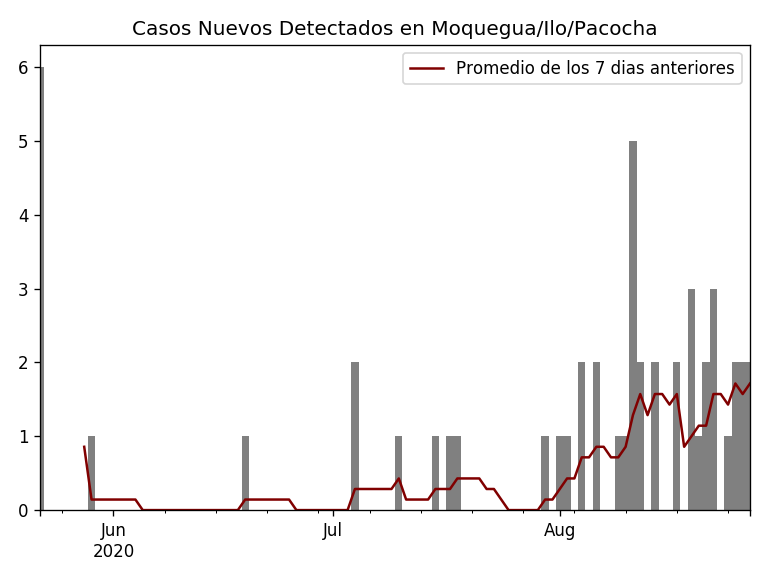 Casos Nuevos Detectados en Moquegua/Ilo/Pacocha
Promedio de los 7 dias anteriores
6
5
4
3
2
1
0
Jun
2020
Jul
Aug